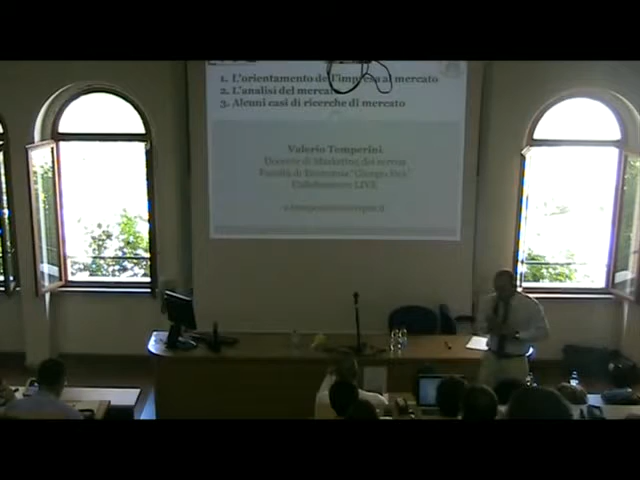 1. L'orientamento dell'impresa al mercato
2. L'analisi del mercato
3. Alcuni casi di ricerche di mercato
Valerio Temperini
Docente di Marketing dei servizi
Facoltà di Economia "Giorgio Fuà"